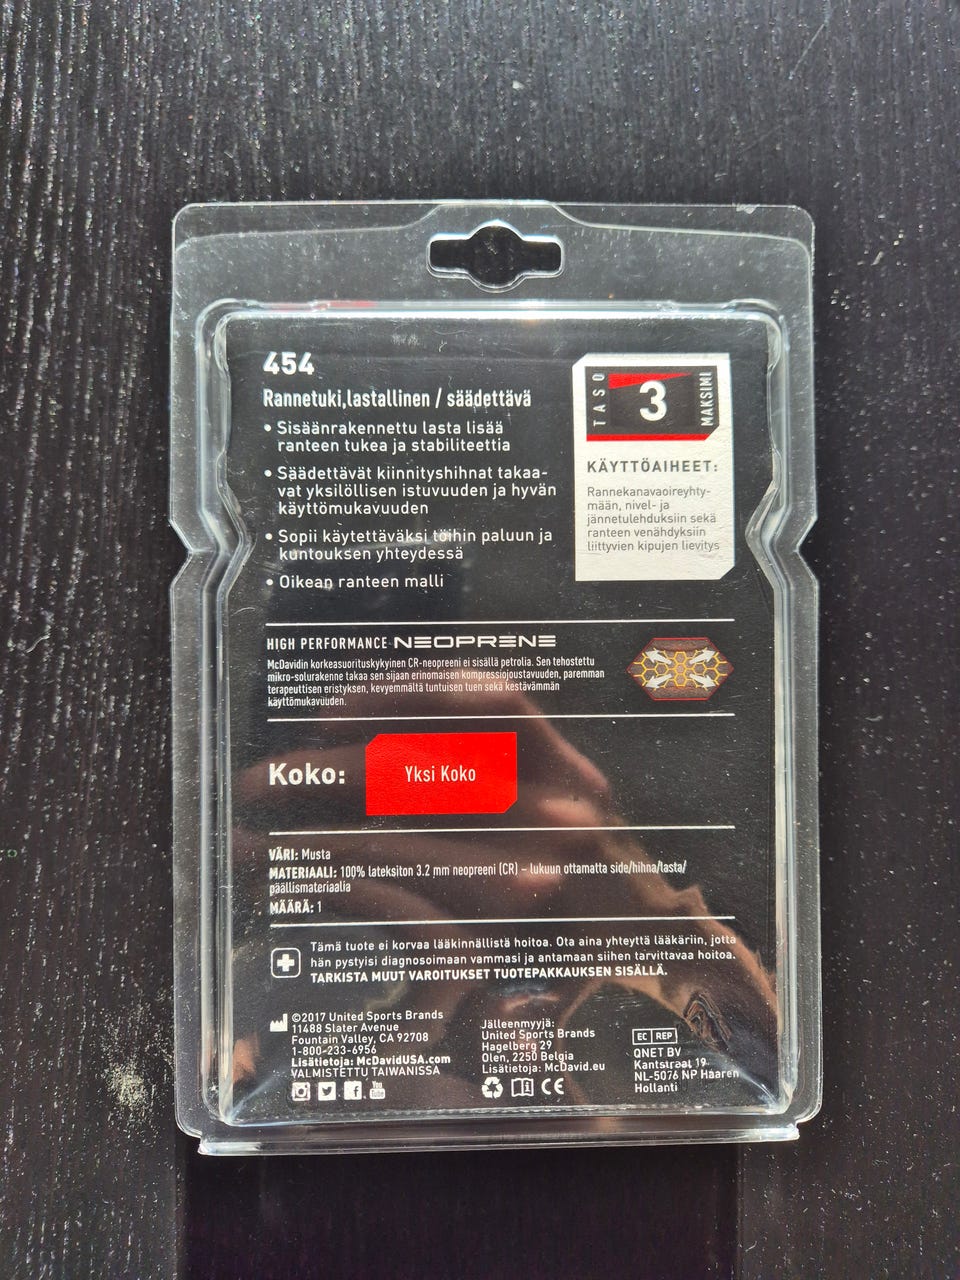 454
Rannetuki,lastallinen / säädettävä
• Sisäänrakennettu lasta lisää
ranteen tukea ja stabiliteettia
• Säädettävät kiinnityshihnat takaa-
vat yksilöllisen istuvuuden ja hyvän
käyttömukavuuden
• Sopii käytettäväksi töihin paluun ja
kuntouksen yhteydessä
• Oikean ranteen malli
TASO
3
MAKSIMI
KÄYTTÖAIHEET:
Rannekanavaoireyhty-
mään, nivel- ja
jännetulehduksiin sekä
ranteen venähdyksiin
liittyvien kipujen lievitys
HIGH PERFORMANCE NEOPRENE
McDavidin korkeasuorituskykyinen CR-neopreeni ei sisällä petrolia. Sen tehostettu
mikro-solurakenne takaa sen sijaan erinomaisen kompressiojoustavuuden, paremman
terapeuttisen eristyksen, kevyemmältä tuntuisen tuen sekä kestävämmän
käyttömukavuuden.
Koko:
Yksi Koko
VÄRI: Musta
MATERIAALI: 100% lateksiton 3.2 mm neopreeni (CR) – lukuun ottamatta side/hihna/lasta/
päällismateriaalia
MÄÄRÄ: 1
Tämä tuote ei korvaa lääkinnällistä hoitoa. Ota aina yhteyttä lääkäriin, jotta
hän pystyisi diagnosoimaan vammasi ja antamaan siihen tarvittavaa hoitoa.
TARKISTA MUUT VAROITUKSET TUOTEPAKKAUKSEN SISÄLLÄ.
©2017 United Sports Brands
11488 Slater Avenue
Fountain Valley, CA 92708
1-800-233-6956
Lisätietoja: McDavidUSA.com
VALMISTETTU TAIWANISSA
You Tube
Jälleenmyyjä:
United Sports Brands
Hagelberg 29
Olen, 2250 Belgia
Lisätietoja: McDavid.eu
CE
EC REP
QNET BV
Kantstraat 19
NL-5076 NP Haaren
Hollanti